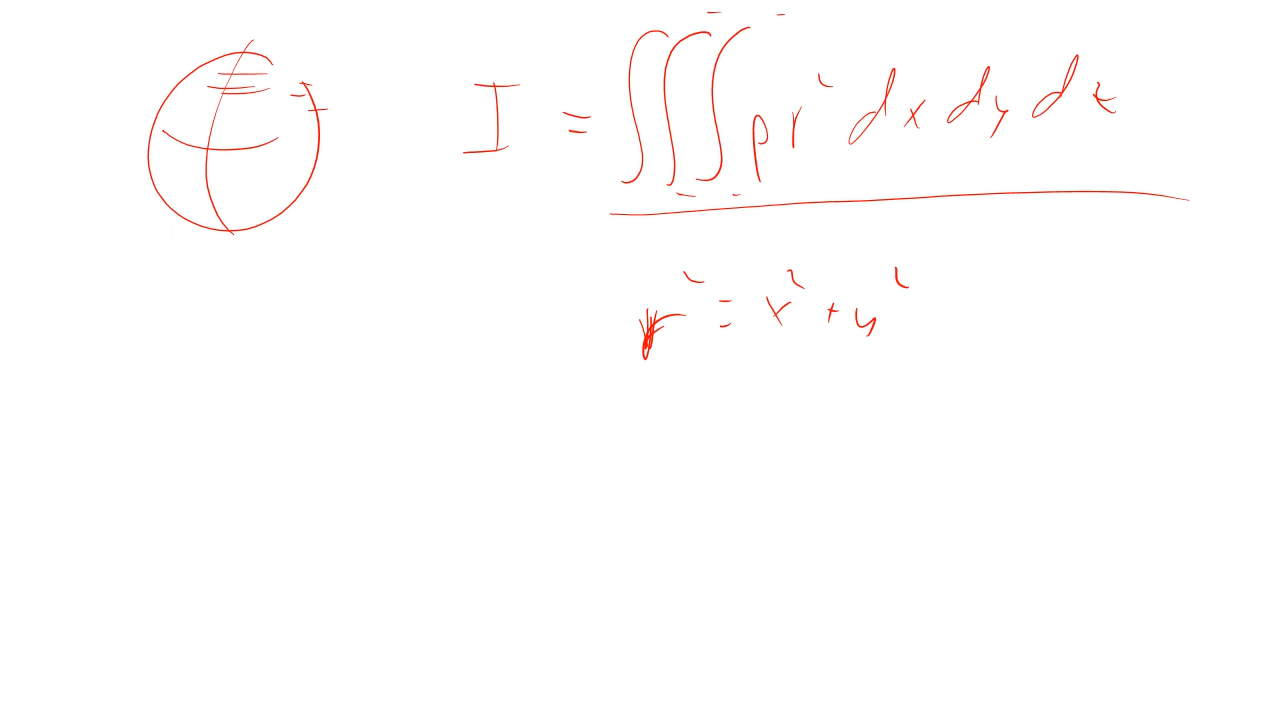 I = ∭ ρr² dx dy dz
r² = x² + y²